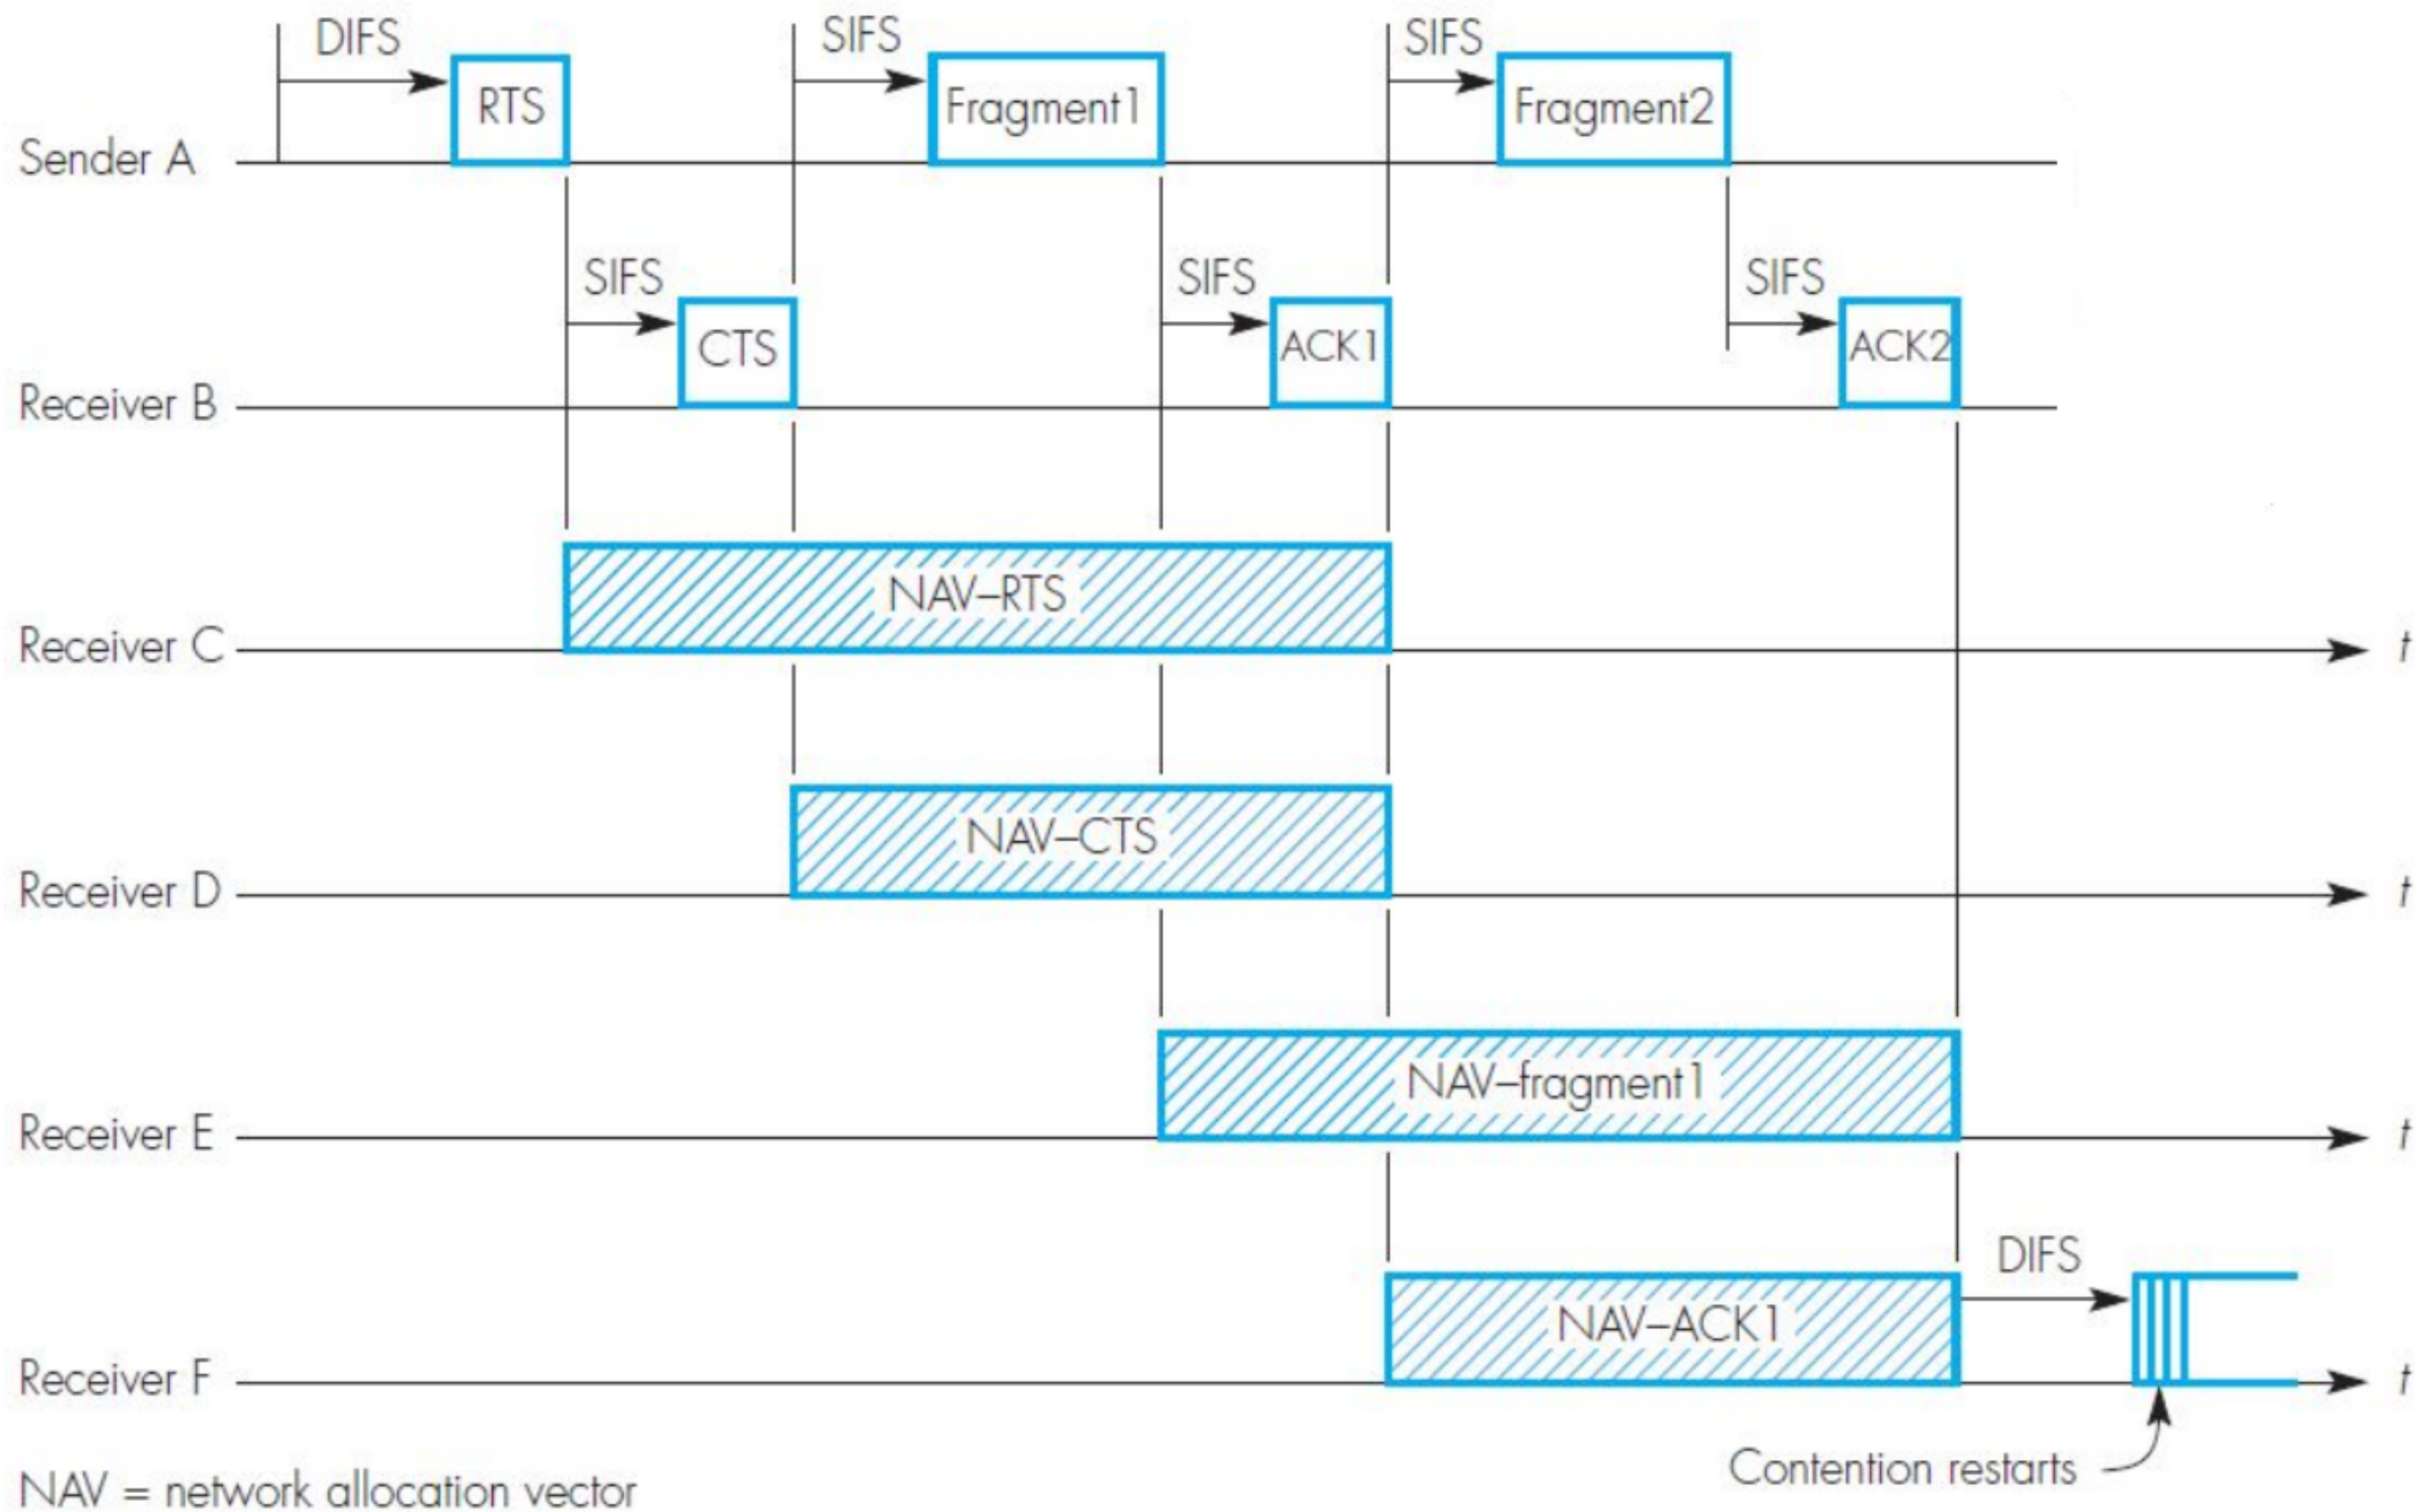 DIFS
SIFS
SIFS
RTS
Fragment1
Fragment2
Sender A
SIFS
SIFS
SIFS
CTS
ACK1
ACK2
Receiver B
NAV–RTS
Receiver C
t
NAV–CTS
Receiver D
t
NAV–fragment1
Receiver E
t
DIFS
NAV–ACK1
Receiver F
t
Contention restarts
NAV = network allocation vector